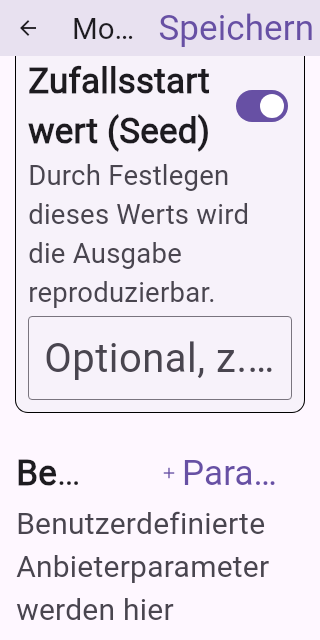 Mo... Speichern
Zufallsstart
wert (Seed)
Durch Festlegen
dieses Werts wird
die Ausgabe
reproduzierbar.
Optional, z....
Be... + Para...
Benutzerdefinierte
Anbieterparameter
werden hier